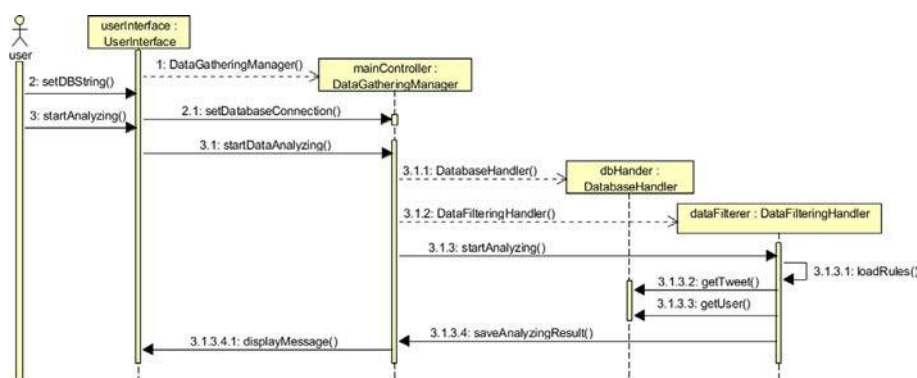 userInterface :
UserInterface
user
1: DataGatheringManager()
mainController :
DataGatheringManager
2: setDBString()
2.1: setDatabaseConnection()
3: startAnalyzing()
3.1: startDataAnalyzing()
3.1.1: DatabaseHandler()
dbHander :
DatabaseHandler
3.1.2: DataFilteringHandler()
dataFilterer : DataFilteringHandler
3.1.3: startAnalyzing()
3.1.3.1: loadRules()
3.1.3.2: getTweet()
3.1.3.3: getUser()
3.1.3.4: saveAnalyzingResult()
3.1.3.4.1: displayMessage()